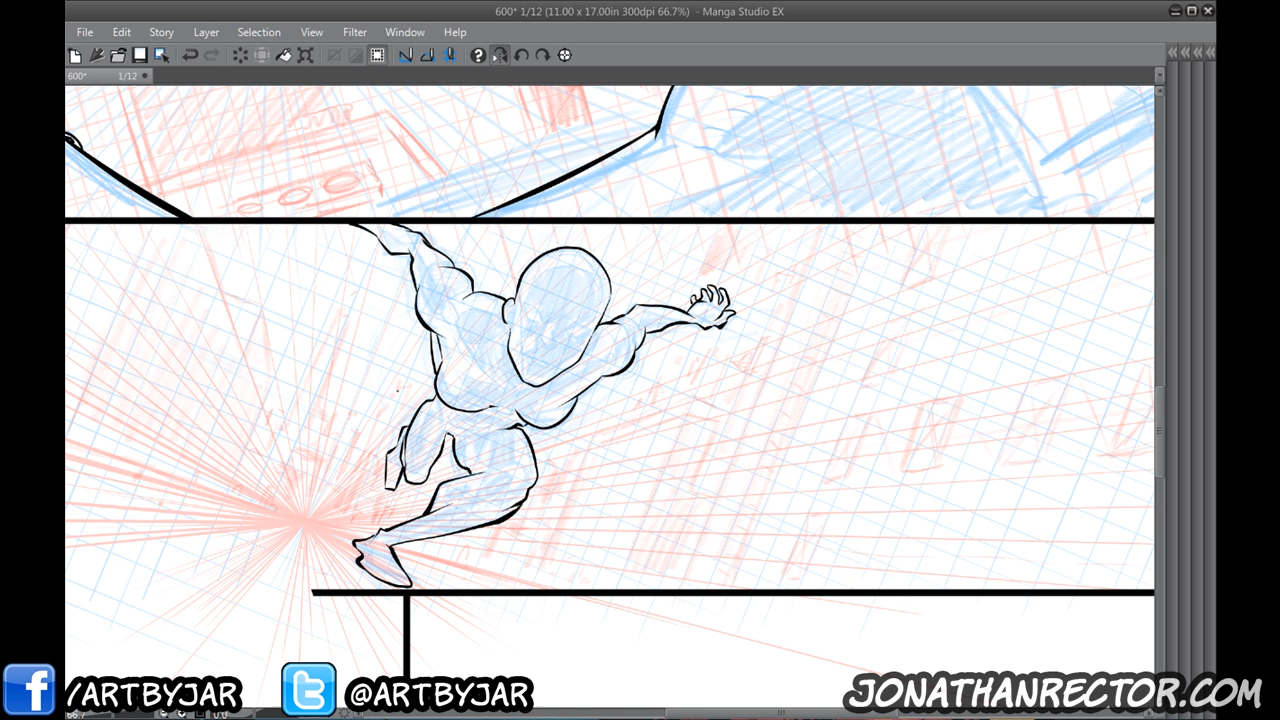 600* 1/12 (11.00 x 17.00in 300dpi 66.7%) - Manga Studio EX
File Edit Story Layer Selection View Filter Window Help
600* 1/12
/ARTBYJAR @ARTBYJAR JONATHANRECTOR.COM